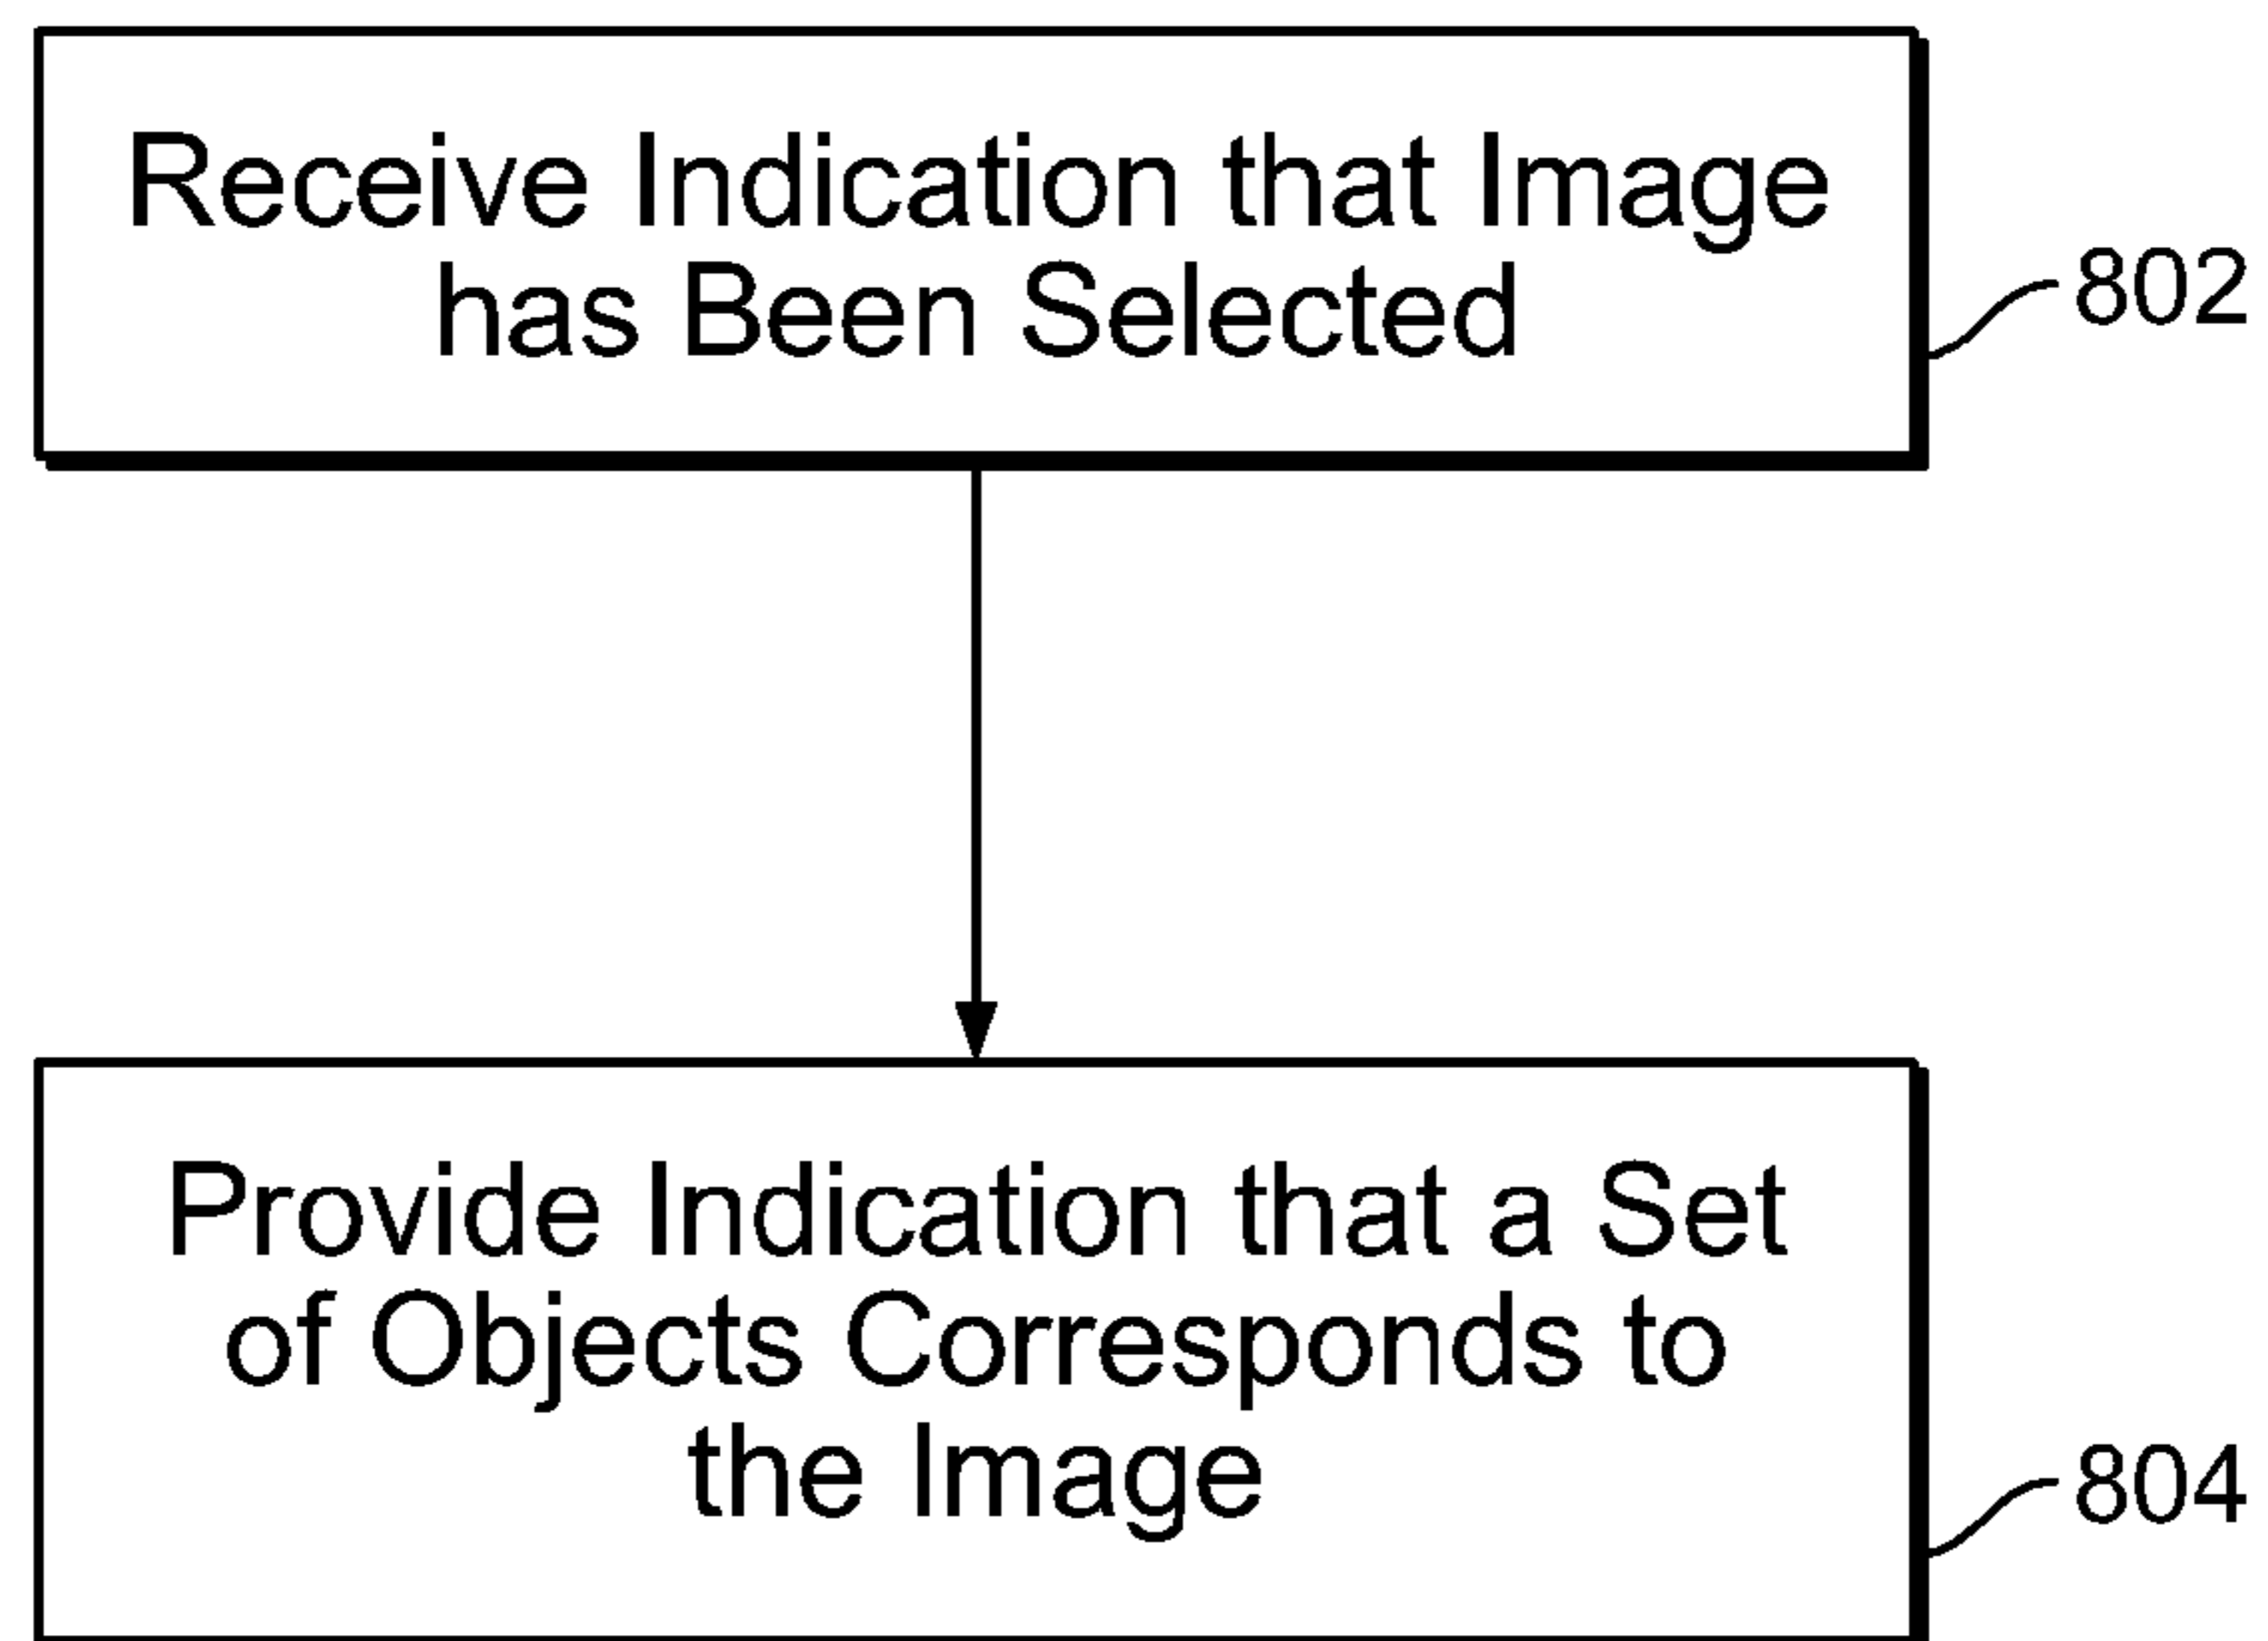 Receive Indication that Image
has Been Selected
802
Provide Indication that a Set
of Objects Corresponds to
the Image
804